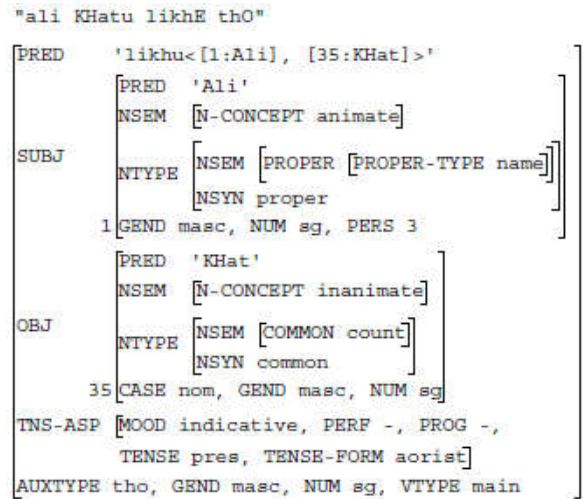 "ali KHatu likhE thO"
PRED 'likhu<[1:Ali], [35:KHat]>'
PRED 'Ali'
NSEM [N-CONCEPT animate]
SUBJ
NTYPE NSEM [PROPER [PROPER-TYPE name]]
NSYN proper
1 GEND masc, NUM sg, PERS 3
PRED 'KHat'
NSEM [N-CONCEPT inanimate]
OBJ
NTYPE NSEM [COMMON count]
NSYN common
35 CASE nom, GEND masc, NUM sg
TNS-ASP [MOOD indicative, PERF -, PROG -,
TENSE pres, TENSE-FORM aorist]
AUXTYPE tho, GEND masc, NUM sg, VTYPE main